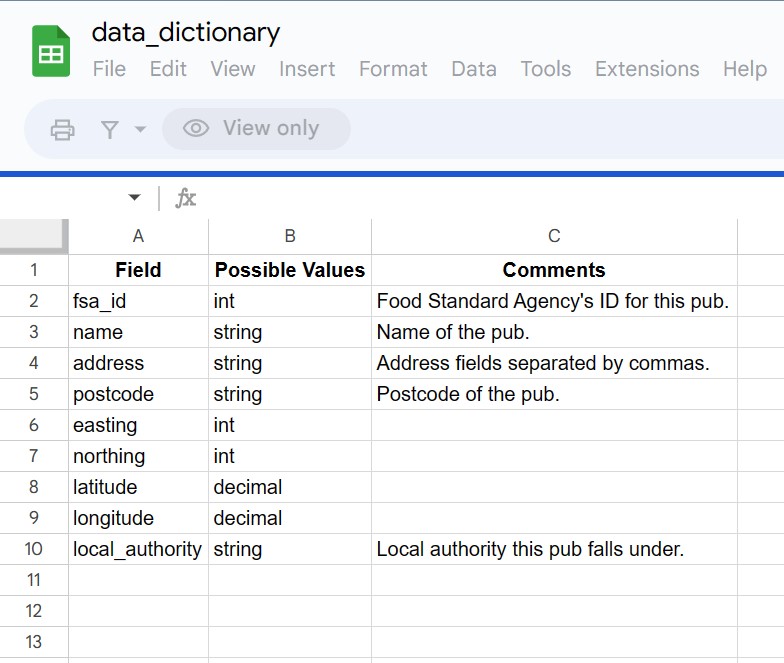 data_dictionary
File Edit View Insert Format Data Tools Extensions Help
View only
fx
A B C
1 Field Possible Values Comments
2 fsa_id int Food Standard Agency's ID for this pub.
3 name string Name of the pub.
4 address string Address fields separated by commas.
5 postcode string Postcode of the pub.
6 easting int
7 northing int
8 latitude decimal
9 longitude decimal
10 local_authority string Local authority this pub falls under.
11
12
13